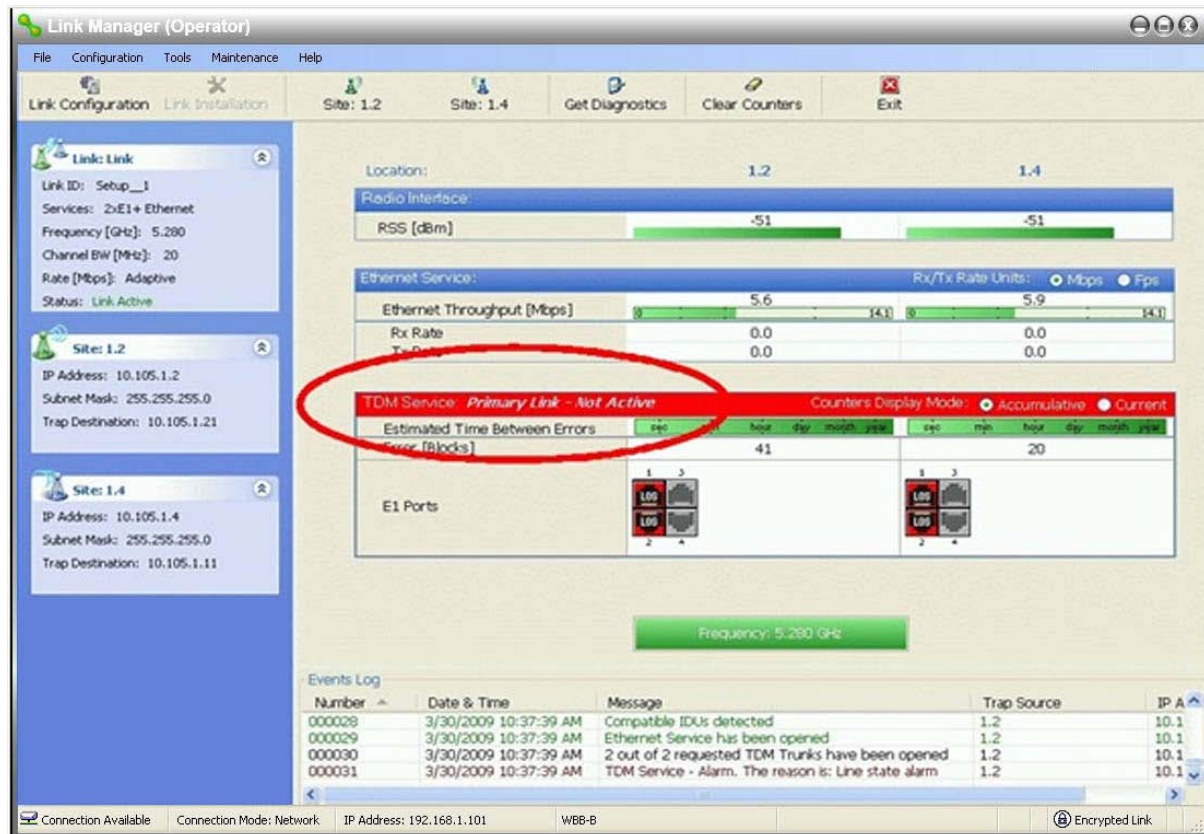 Link Manager (Operator)
File Configuration Tools Maintenance Help
Link Configuration Link Installation Site: 1.2 Site: 1.4 Get Diagnostics Clear Counters Exit
Link: Link
Link ID: Setup__1
Services: 2xE1+ Ethernet
Frequency [GHz]: 5.280
Channel BW [MHz]: 20
Rate [Mbps]: Adaptive
Status: Link Active
Site: 1.2
IP Address: 10.105.1.2
Subnet Mask: 255.255.255.0
Trap Destination: 10.105.1.21
Site: 1.4
IP Address: 10.105.1.4
Subnet Mask: 255.255.255.0
Trap Destination: 10.105.1.11
Location: 1.2 1.4
Radio Interface:
RSS [dBm] -51 -51
Ethernet Service: Rx/Tx Rate Units: Mbps Fps
Ethernet Throughput [Mbps] 5.6 5.9
0 14.1 0 14.1
Rx Rate 0.0 0.0
Tx Rate 0.0 0.0
TDM Service: Primary Link - Not Active Counters Display Mode: Accumulative Current
Estimated Time Between Errors sec min hour day month year sec min hour day month year
Error [Blocks] 41 20
E1 Ports
1 3 1 3
LOS LOS
LOS LOS
2 4 2 4
Frequency: 5.280 GHz
Events Log
Number Date & Time Message Trap Source IP A
000028 3/30/2009 10:37:39 AM Compatible IDUs detected 1.2 10.1
000029 3/30/2009 10:37:39 AM Ethernet Service has been opened 1.2 10.1
000030 3/30/2009 10:37:39 AM 2 out of 2 requested TDM Trunks have been opened 1.2 10.1
000031 3/30/2009 10:37:39 AM TDM Service - Alarm. The reason is: Line state alarm 1.2 10.1
Connection Available Connection Mode: Network IP Address: 192.168.1.101 WBB-B Encrypted Link